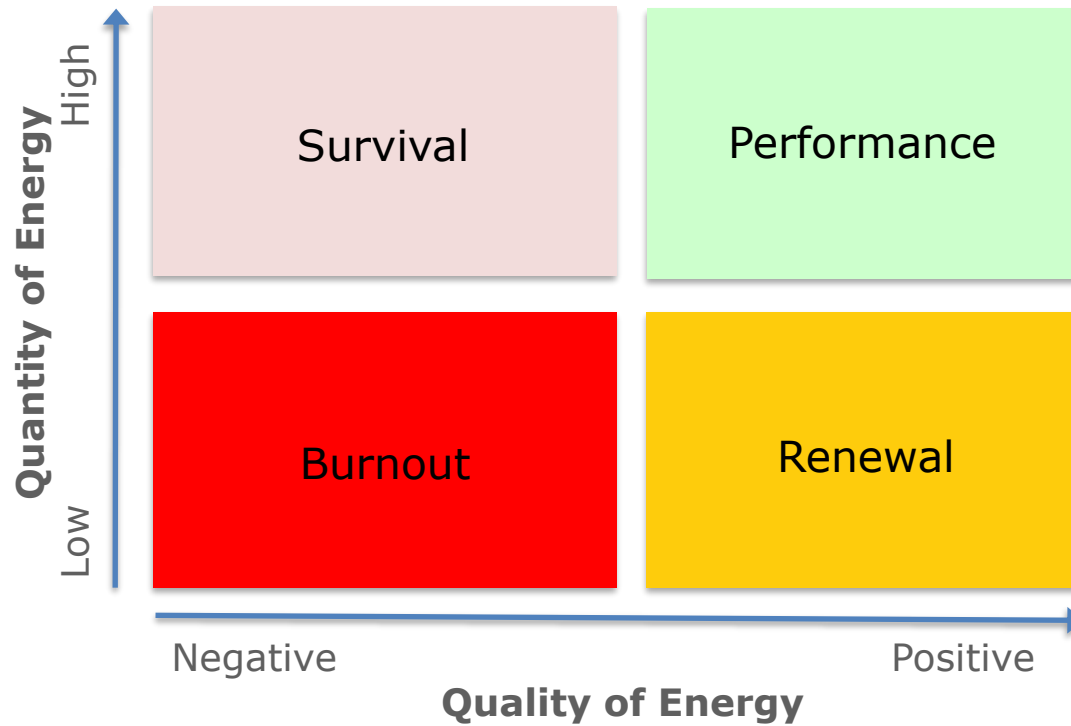 High
Survival
Performance
Quantity of Energy
Burnout
Renewal
Low
Negative
Positive
Quality of Energy